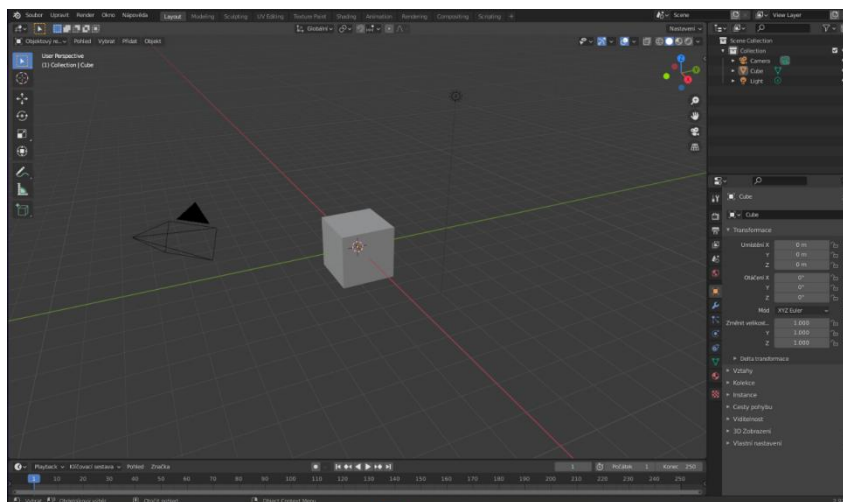 Soubor Upravit Render Okno Nápověda Layout Modeling Sculpting UV Editing Texture Paint Shading Animation Rendering Compositing Scripting + Scene View Layer
Globální Nastavení
Objektový re... Pohled Vybrat Přidat Objekt
User Perspective
(1) Collection | Cube
Scene Collection
Collection
Camera
Cube
Light
Cube
Cube
Transformace
Umístění X 0 m
Y 0 m
Z 0 m
Otáčení X 0°
Y 0°
Z 0°
Mód XYZ Euler
Změnit velikost... 1.000
Y 1.000
Z 1.000
Delta transformace
Vztahy
Kolekce
Instance
Cesty pohybu
Viditelnost
3D Zobrazení
Vlastní nastavení
Playback Klíčovací sestava Pohled Značka 1 Počátek 1 Konec 250
1 10 20 30 40 50 60 70 80 90 100 110 120 130 140 150 160 170 180 190 200 210 220 230 240 250
Object Context Menu